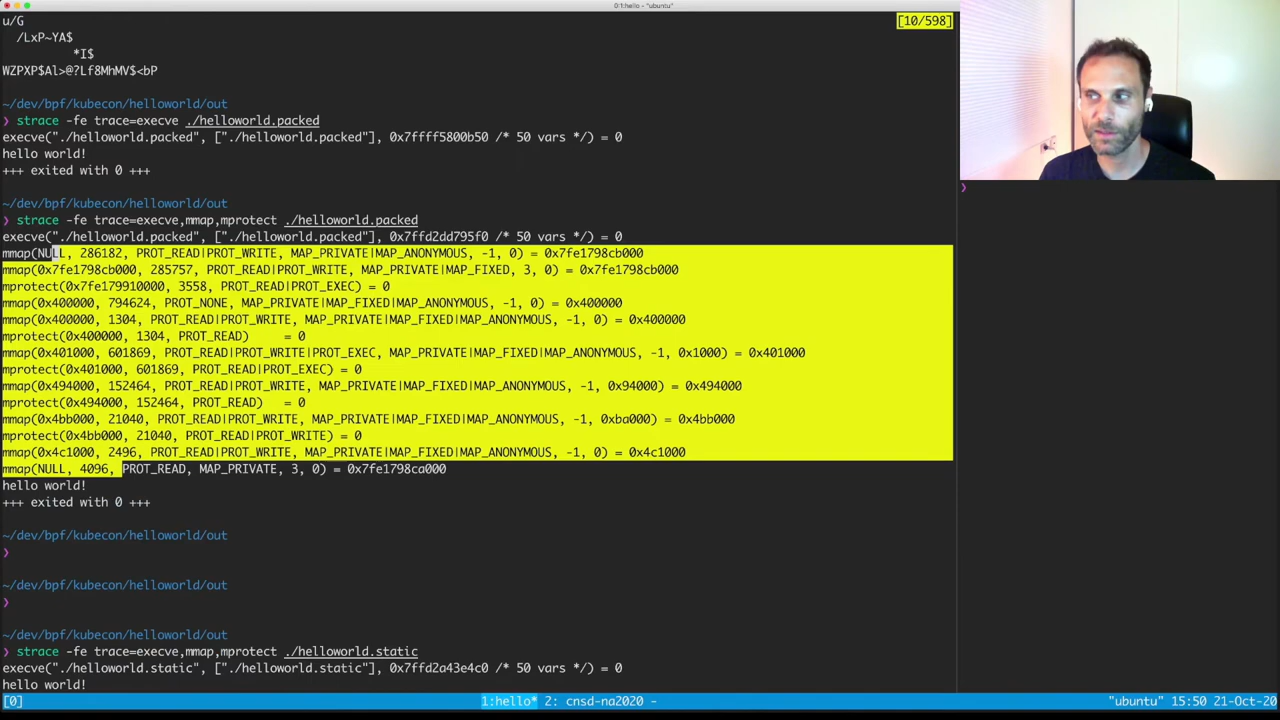 0:1:hello - "ubuntu"
u/G
[10/598]
/LxP~YA$
*I$
WZPXP$Al>@?Lf8MhMV$<bP
~/dev/bpf/kubecon/helloworld/out
❯ strace -fe trace=execve ./helloworld.packed
execve("./helloworld.packed", ["./helloworld.packed"], 0x7ffff5800b50 /* 50 vars */) = 0
hello world!
+++ exited with 0 +++
~/dev/bpf/kubecon/helloworld/out
❯ strace -fe trace=execve,mmap,mprotect ./helloworld.packed
execve("./helloworld.packed", ["./helloworld.packed"], 0x7ffd2dd795f0 /* 50 vars */) = 0
mmap(NULL, 286182, PROT_READ|PROT_WRITE, MAP_PRIVATE|MAP_ANONYMOUS, -1, 0) = 0x7fe1798cb000
mmap(0x7fe1798cb000, 285757, PROT_READ|PROT_WRITE, MAP_PRIVATE|MAP_FIXED, 3, 0) = 0x7fe1798cb000
mprotect(0x7fe179910000, 3558, PROT_READ|PROT_EXEC) = 0
mmap(0x400000, 794624, PROT_NONE, MAP_PRIVATE|MAP_FIXED|MAP_ANONYMOUS, -1, 0) = 0x400000
mmap(0x400000, 1304, PROT_READ|PROT_WRITE, MAP_PRIVATE|MAP_FIXED|MAP_ANONYMOUS, -1, 0) = 0x400000
mprotect(0x400000, 1304, PROT_READ)     = 0
mmap(0x401000, 601869, PROT_READ|PROT_WRITE|PROT_EXEC, MAP_PRIVATE|MAP_FIXED|MAP_ANONYMOUS, -1, 0x1000) = 0x401000
mprotect(0x401000, 601869, PROT_READ|PROT_EXEC) = 0
mmap(0x494000, 152464, PROT_READ|PROT_WRITE, MAP_PRIVATE|MAP_FIXED|MAP_ANONYMOUS, -1, 0x94000) = 0x494000
mprotect(0x494000, 152464, PROT_READ)   = 0
mmap(0x4bb000, 21040, PROT_READ|PROT_WRITE, MAP_PRIVATE|MAP_FIXED|MAP_ANONYMOUS, -1, 0xba000) = 0x4bb000
mprotect(0x4bb000, 21040, PROT_READ|PROT_WRITE) = 0
mmap(0x4c1000, 2496, PROT_READ|PROT_WRITE, MAP_PRIVATE|MAP_FIXED|MAP_ANONYMOUS, -1, 0) = 0x4c1000
mmap(NULL, 4096, PROT_READ, MAP_PRIVATE, 3, 0) = 0x7fe1798ca000
hello world!
+++ exited with 0 +++
~/dev/bpf/kubecon/helloworld/out
❯
~/dev/bpf/kubecon/helloworld/out
❯
~/dev/bpf/kubecon/helloworld/out
❯ strace -fe trace=execve,mmap,mprotect ./helloworld.static
execve("./helloworld.static", ["./helloworld.static"], 0x7ffd2a43e4c0 /* 50 vars */) = 0
hello world!
❯
[0] 1:hello* 2: cnsd-na2020 - "ubuntu" 15:50 21-Oct-20